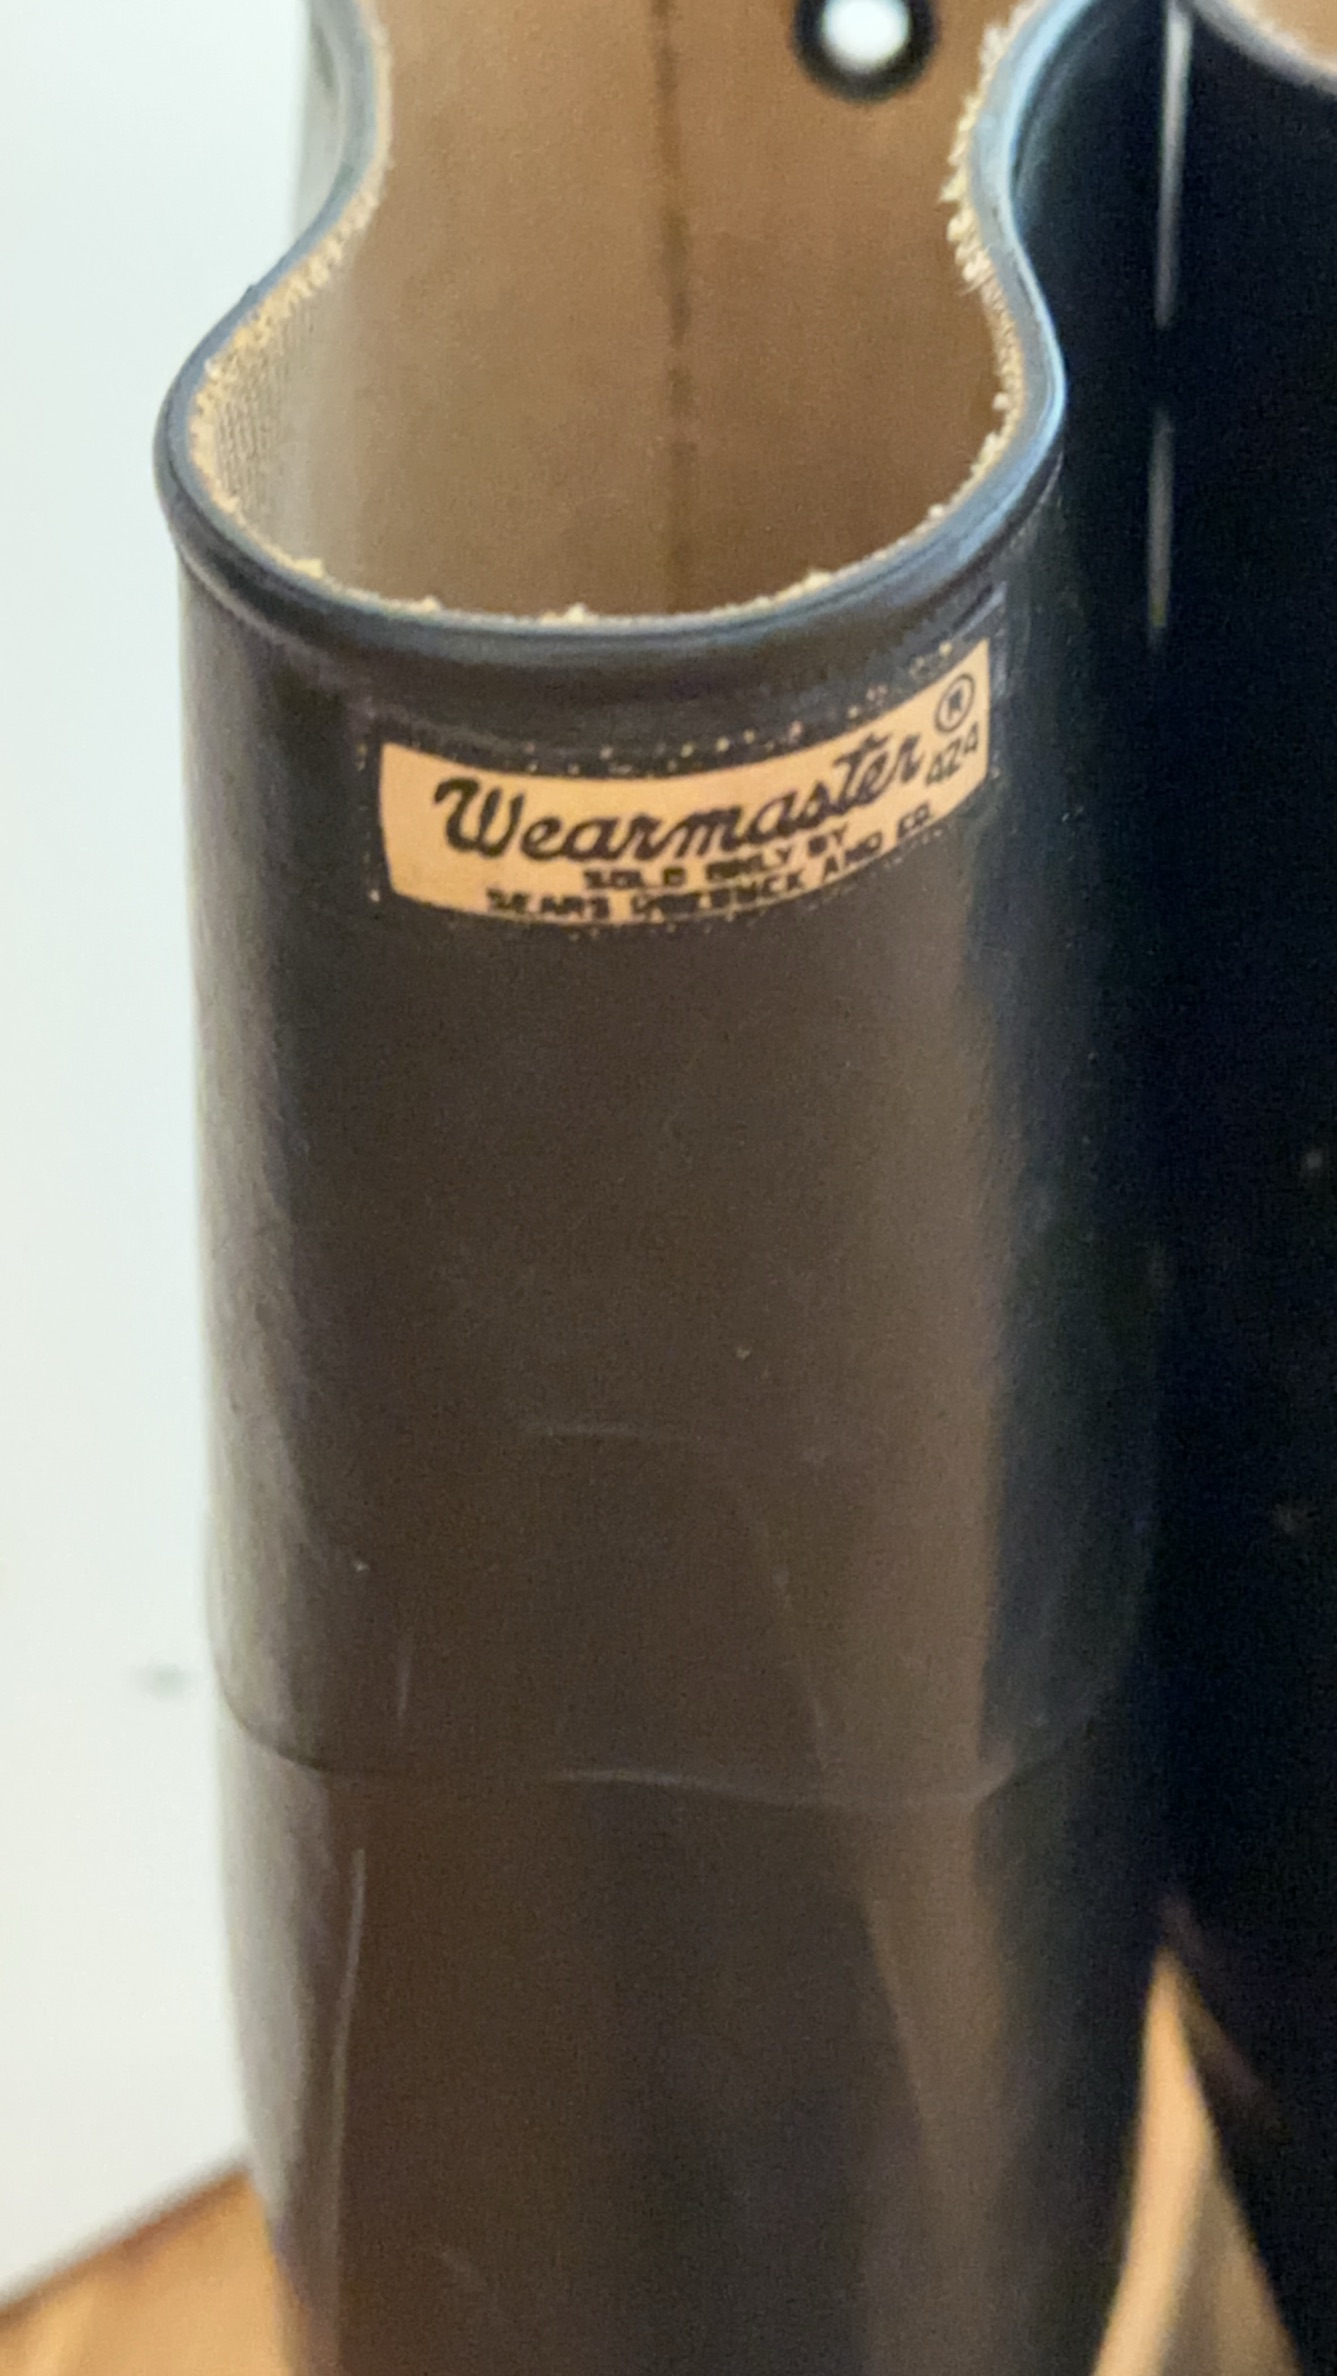 Wearmaster ®
424
SOLD ONLY BY
SEARS ROEBUCK AND CO.